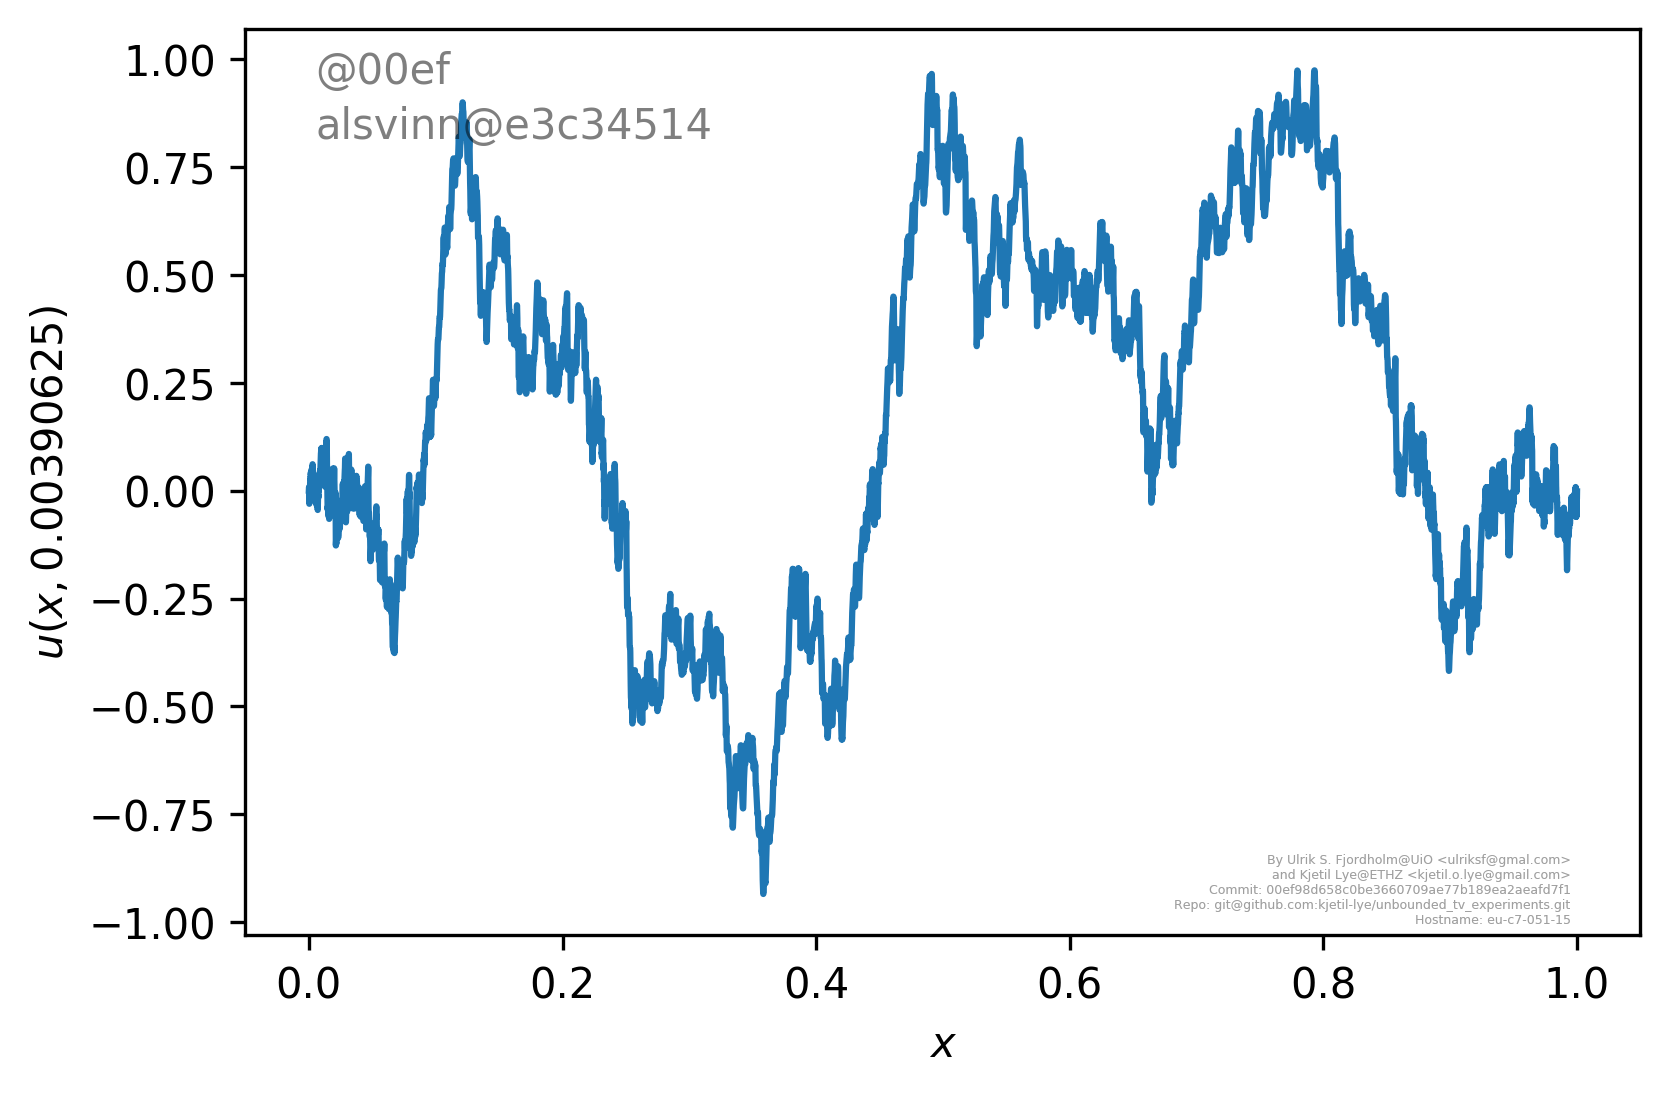 @00ef
alsvinn@e3c34514
1.00
0.75
0.50
0.25
0.00
−0.25
−0.50
−0.75
−1.00
u(x, 0.00390625)
By Ulrik S. Fjordholm@UiO <ulriksf@gmal.com>
and Kjetil Lye@ETHZ <kjetil.o.lye@gmail.com>
Commit: 00ef98d658c0be3660709ae77b189ea2aeafd7f1
Repo: git@github.com:kjetil-lye/unbounded_tv_experiments.git
Hostname: eu-c7-051-15
0.0 0.2 0.4 0.6 0.8 1.0
x